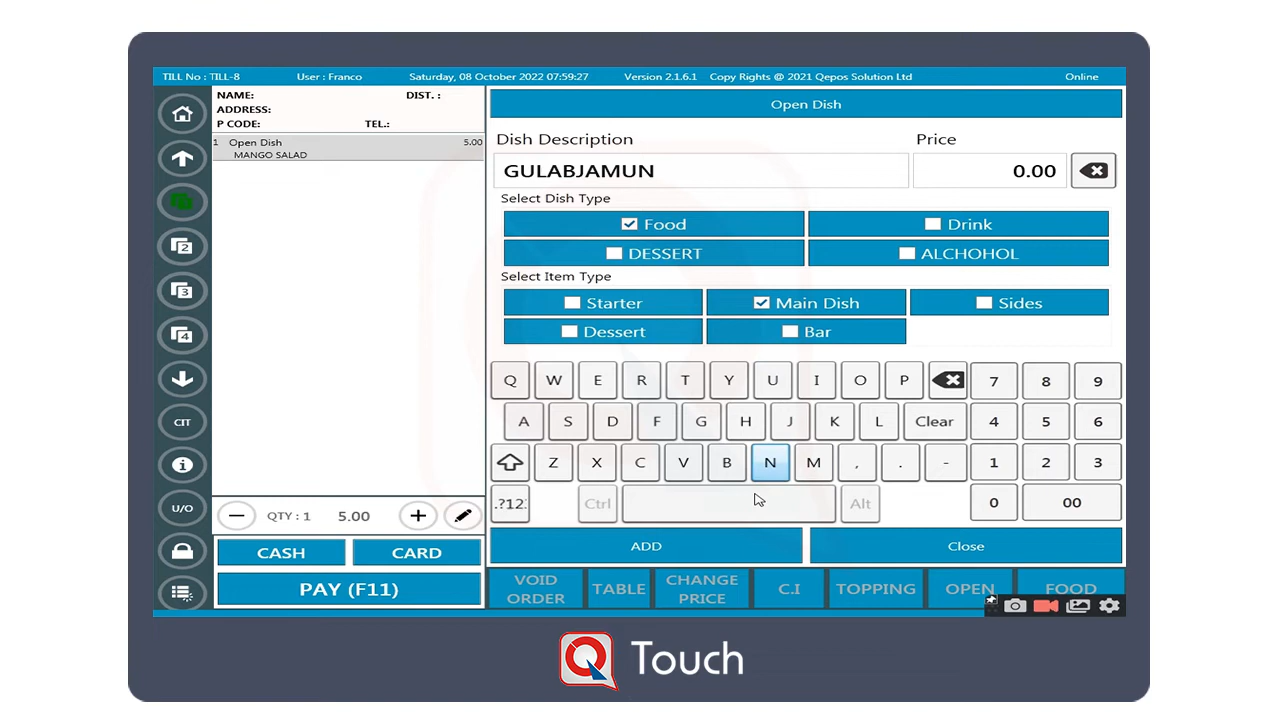 TILL No : TILL-8 User : Franco Saturday, 08 October 2022 07:59:27 Version 2.1.6.1 Copy Rights @ 2021 Qepos Solution Ltd Online
NAME: DIST. :
ADDRESS:
P CODE: TEL.:
1 Open Dish 5.00
MANGO SALAD
2
3
4
CIT
U/O
QTY : 1 5.00
CASH CARD
PAY (F11)
Open Dish
Dish Description Price
GULABJAMUN 0.00
Select Dish Type
Food Drink
DESSERT ALCHOHOL
Select Item Type
Starter Main Dish Sides
Dessert Bar
Q W E R T Y U I O P 7 8 9
A S D F G H J K L Clear 4 5 6
Z X C V B N M , . - 1 2 3
.?12: Ctrl Alt 0 00
ADD Close
VOID ORDER TABLE CHANGE PRICE C.I TOPPING OPEN FOOD
Touch